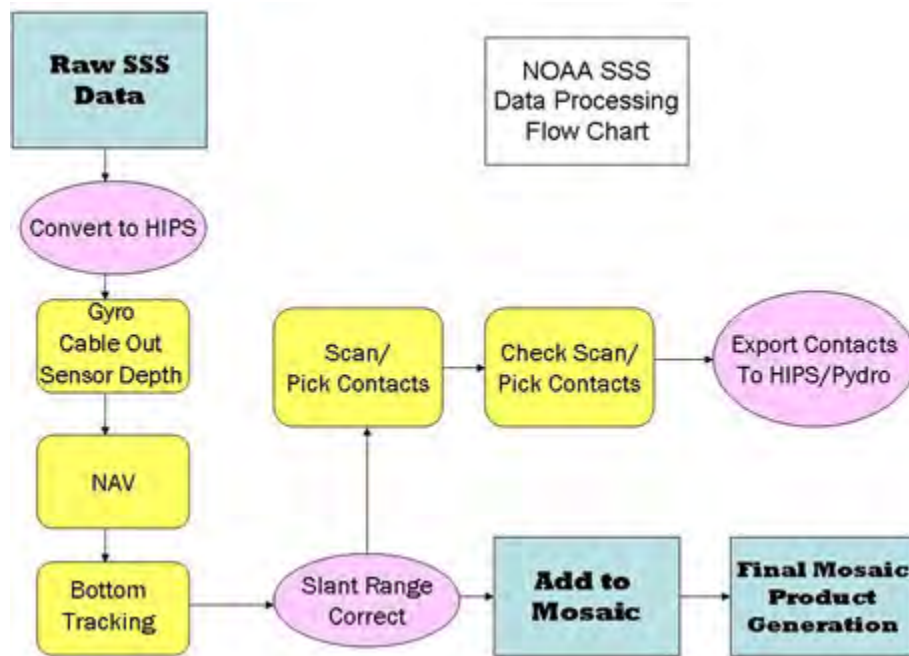 Raw SSS
Data
NOAA SSS
Data Processing
Flow Chart
Convert to HIPS
Gyro
Cable Out
Sensor Depth
Scan/
Pick Contacts
Check Scan/
Pick Contacts
Export Contacts
To HIPS/Pydro
NAV
Bottom
Tracking
Slant Range
Correct
Add to
Mosaic
Final Mosaic
Product
Generation